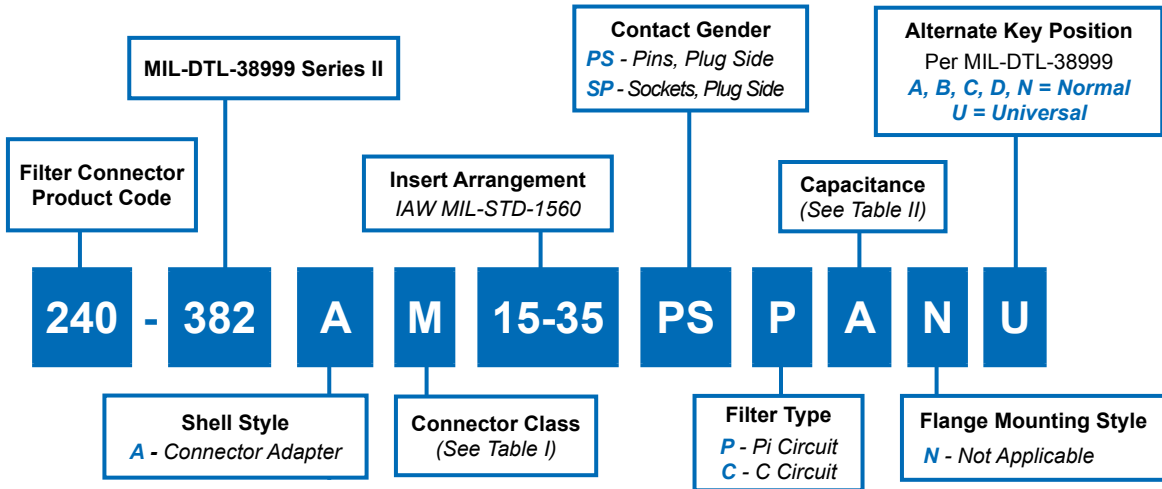 MIL-DTL-38999 Series II
Contact Gender
PS - Pins, Plug Side
SP - Sockets, Plug Side
Alternate Key Position
Per MIL-DTL-38999
A, B, C, D, N = Normal
U = Universal
Filter Connector
Product Code
Insert Arrangement
IAW MIL-STD-1560
Capacitance
(See Table II)
240 - 382 A M 15-35 PS P A N U
Shell Style
A - Connector Adapter
Connector Class
(See Table I)
Filter Type
P - Pi Circuit
C - C Circuit
Flange Mounting Style
N - Not Applicable